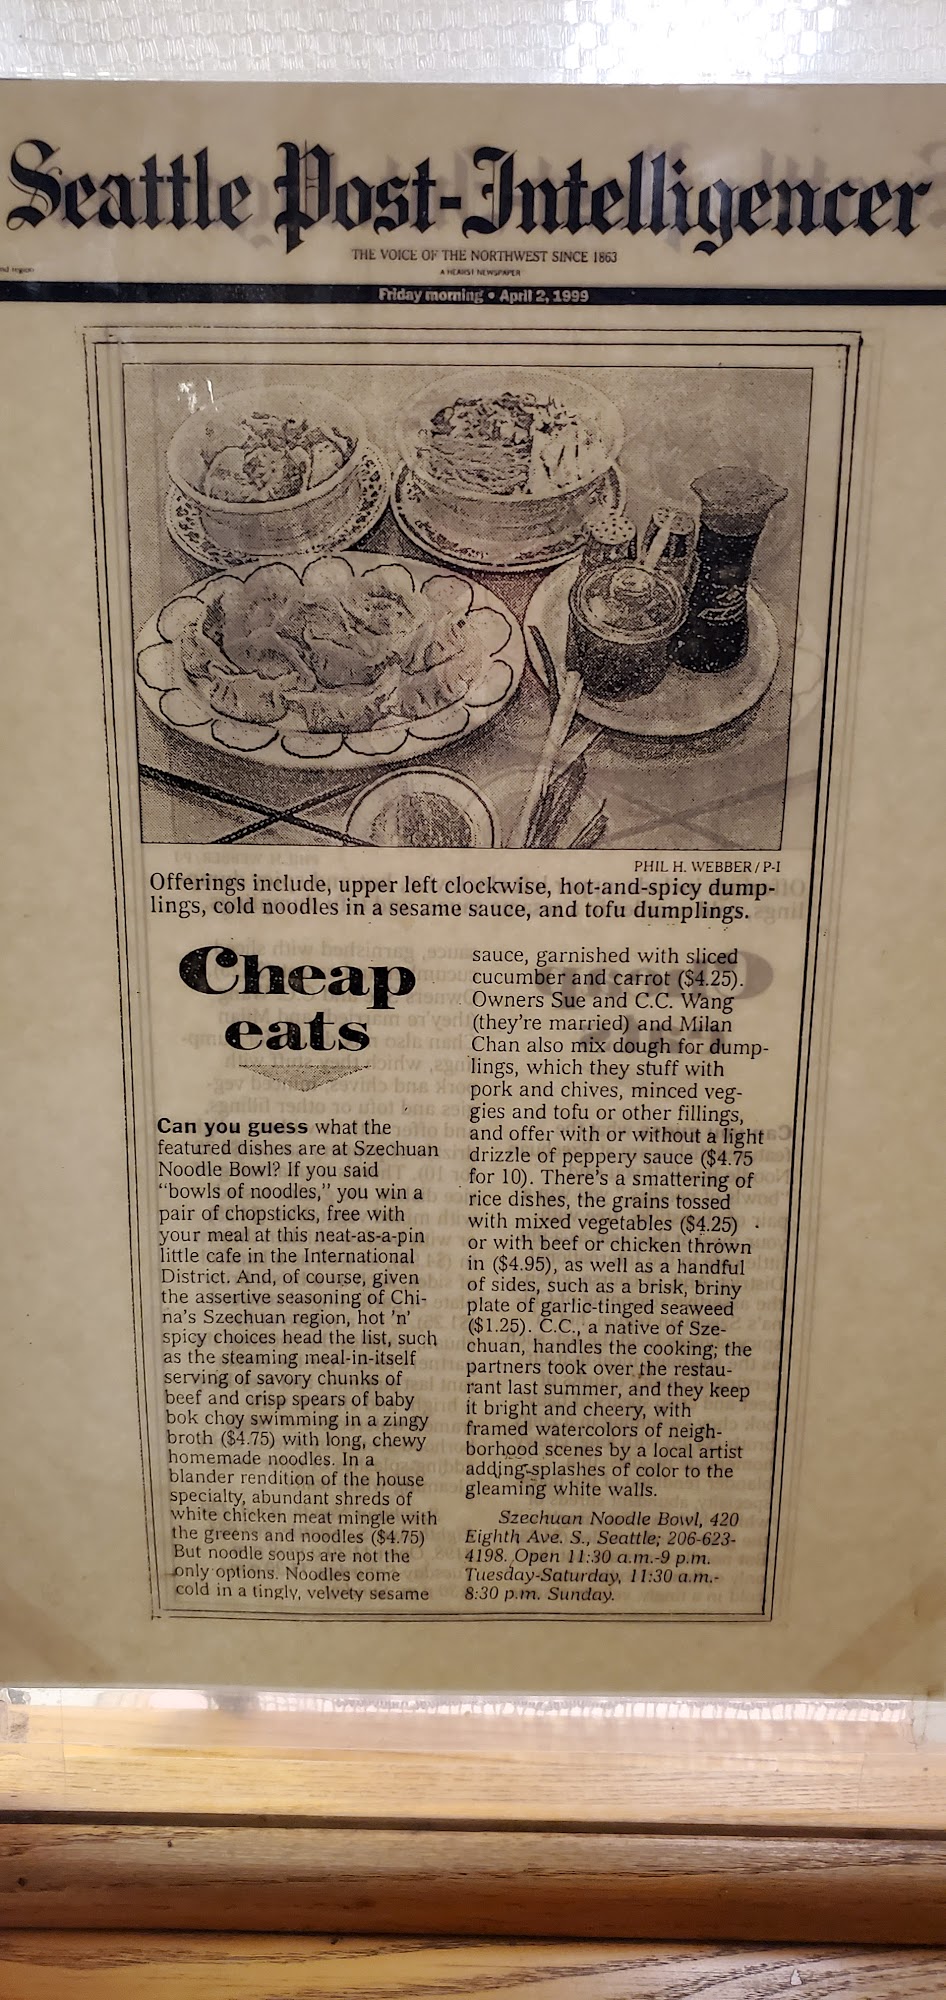 Seattle Post-Intelligencer
THE VOICE OF THE NORTHWEST SINCE 1863
nd region
A HEARST NEWSPAPER
Friday morning • April 2, 1999
PHIL H. WEBBER / P-I
Offerings include, upper left clockwise, hot-and-spicy dump-
lings, cold noodles in a sesame sauce, and tofu dumplings.
Cheap
eats
Can you guess what the
featured dishes are at Szechuan
Noodle Bowl? If you said
“bowls of noodles,” you win a
pair of chopsticks, free with
your meal at this neat-as-a-pin
little cafe in the International
District. And, of course, given
the assertive seasoning of Chi-
na's Szechuan region, hot 'n'
spicy choices head the list, such
as the steaming meal-in-itself
serving of savory chunks of
beef and crisp spears of baby
bok choy swimming in a zingy
broth ($4.75) with long, chewy
homemade noodles. In a
blander rendition of the house
specialty, abundant shreds of
white chicken meat mingle with
the greens and noodles ($4.75)
But noodle soups are not the
only options. Noodles come
cold in a tingly, velvety sesame
sauce, garnished with sliced
cucumber and carrot ($4.25).
Owners Sue and C.C. Wang
(they're married) and Milan
Chan also mix dough for dump-
lings, which they stuff with
pork and chives, minced veg-
gies and tofu or other fillings,
and offer with or without a light
drizzle of peppery sauce ($4.75
for 10). There's a smattering of
rice dishes, the grains tossed
with mixed vegetables ($4.25)
or with beef or chicken thrown
in ($4.95), as well as a handful
of sides, such as a brisk, briny
plate of garlic-tinged seaweed
($1.25). C.C., a native of Sze-
chuan, handles the cooking; the
partners took over the restau-
rant last summer, and they keep
it bright and cheery, with
framed watercolors of neigh-
borhood scenes by a local artist
adding splashes of color to the
gleaming white walls.
Szechuan Noodle Bowl, 420
Eighth Ave. S., Seattle; 206-623-
4198. Open 11:30 a.m.-9 p.m.
Tuesday-Saturday, 11:30 a.m.-
8:30 p.m. Sunday.